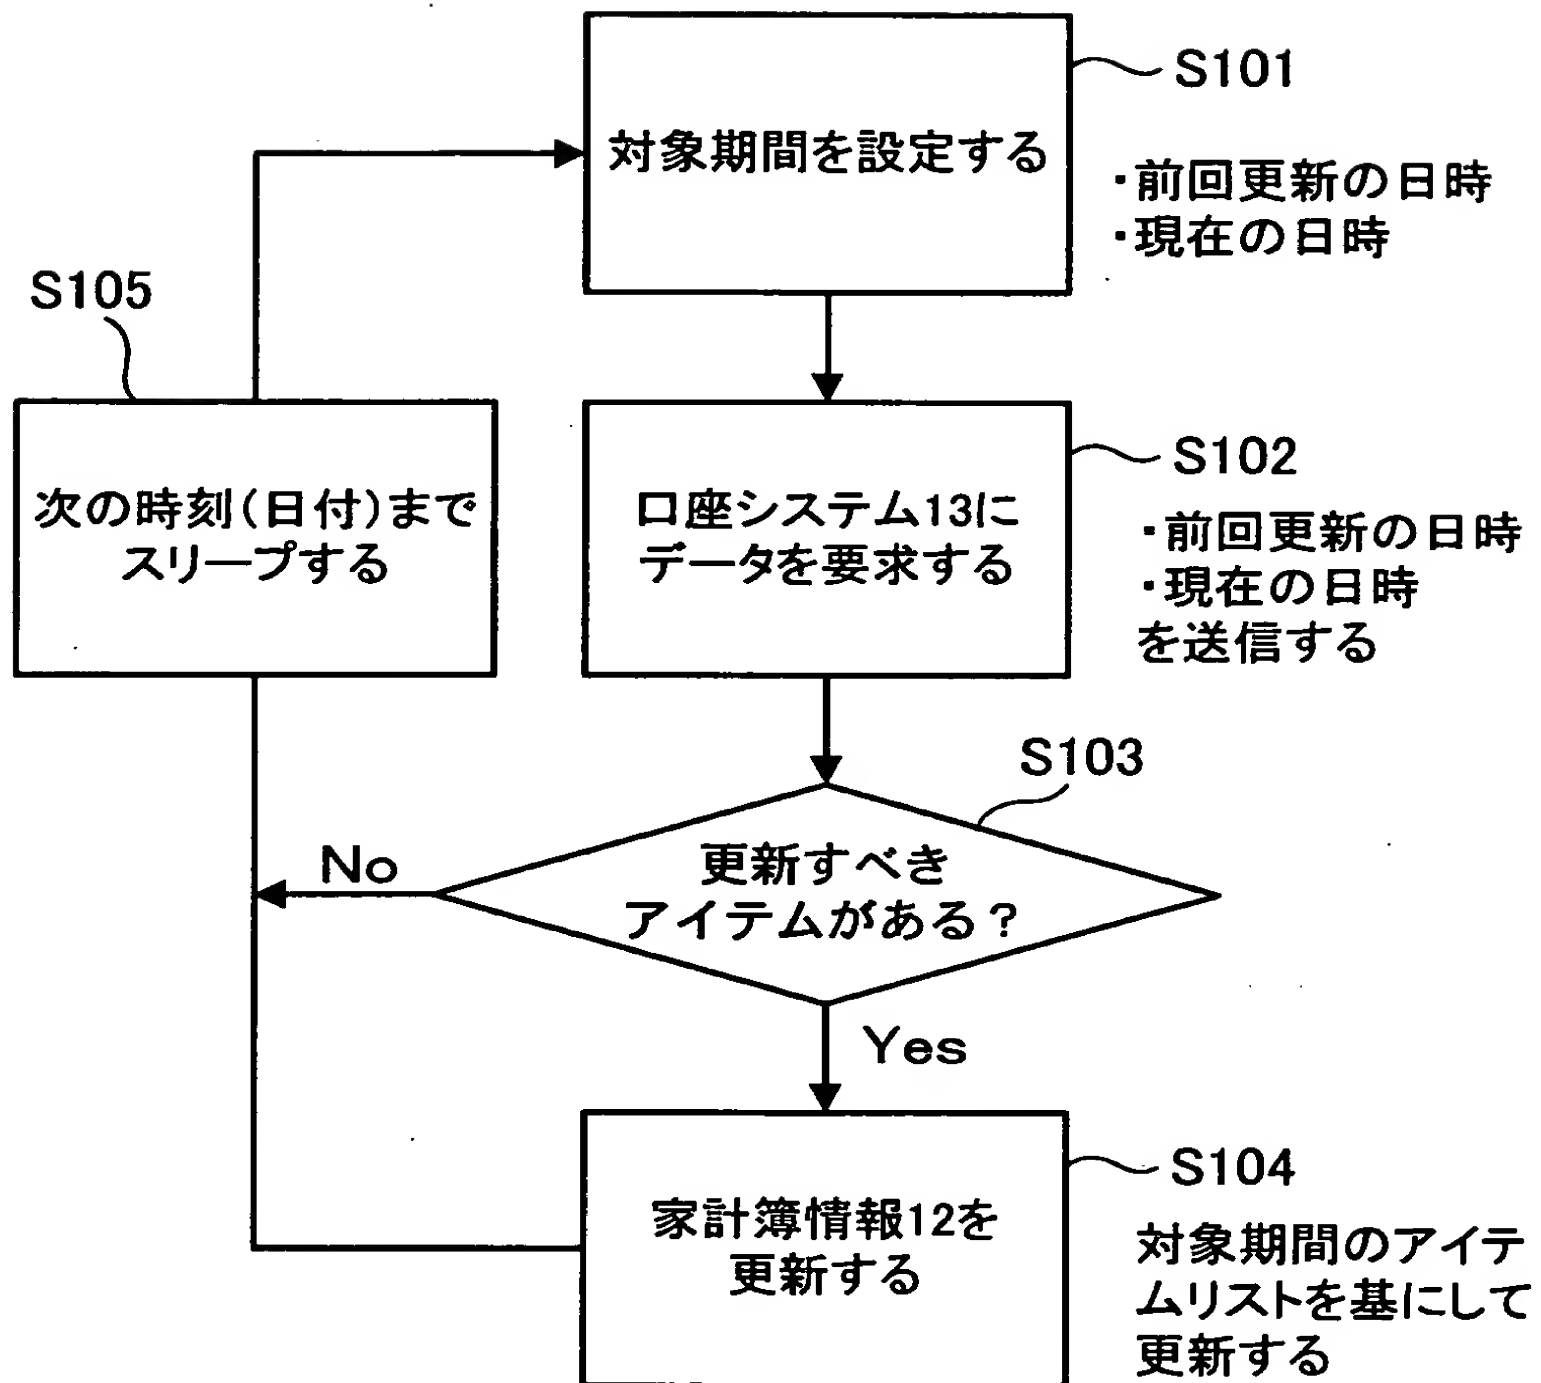 S101
対象期間を設定する
・前回更新の日時
・現在の日時
S105
次の時刻(日付)まで
スリープする
S102
口座システム13に
データを要求する
・前回更新の日時
・現在の日時
を送信する
S103
更新すべき
アイテムがある?
No
Yes
S104
家計簿情報12を
更新する
対象期間のアイテ
ムリストを基にして
更新する